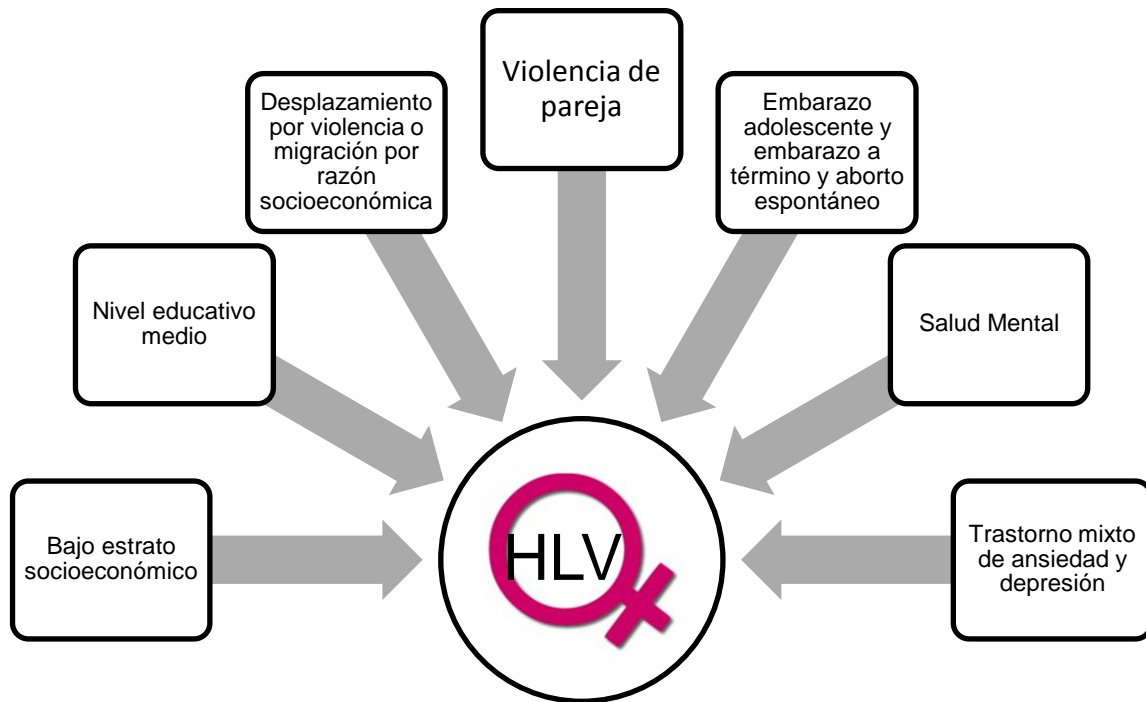 Violencia de
pareja
Desplazamiento
por violencia o
migración por
razón
socioeconómica
Embarazo
adolescente y
embarazo a
término y aborto
espontáneo
Nivel educativo
medio
Salud Mental
Bajo estrato
socioeconómico
HLV
Trastorno mixto
de ansiedad y
depresión